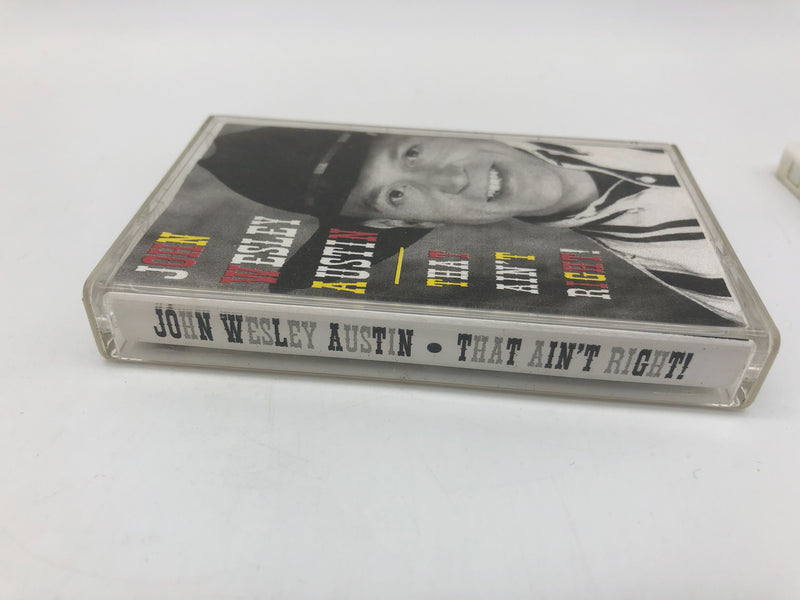 JOHN
WESLEY
AUSTIN —
THAT
AIN'T
RIGHT!
JOHN WESLEY AUSTIN • THAT AIN'T RIGHT!